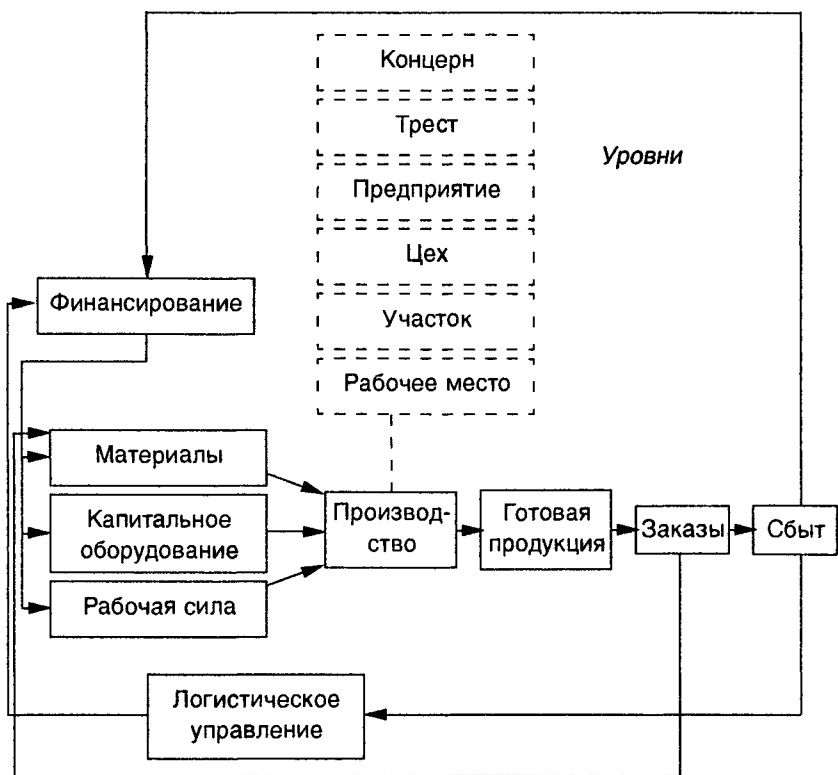 Концерн
Трест
Уровни
Предприятие
Цех
Финансирование
Участок
Рабочее место
Материалы
Капитальное
оборудование
Рабочая сила
Производ-
ство
Готовая
продукция
Заказы
Сбыт
Логистическое
управление